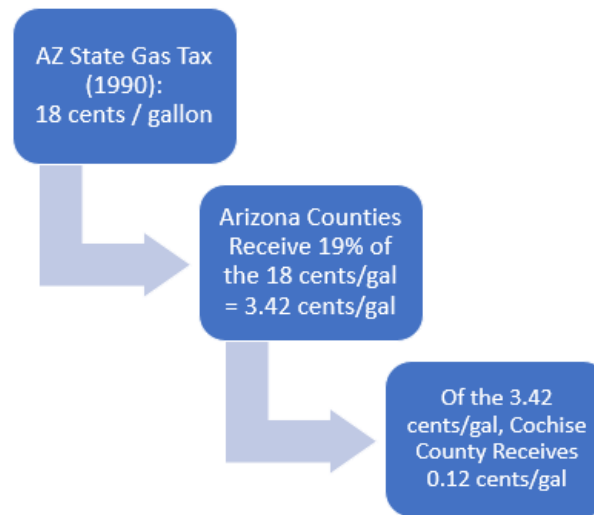 AZ State Gas Tax
(1990):
18 cents / gallon
Arizona Counties
Receive 19% of
the 18 cents/gal
= 3.42 cents/gal
Of the 3.42
cents/gal, Cochise
County Receives
0.12 cents/gal